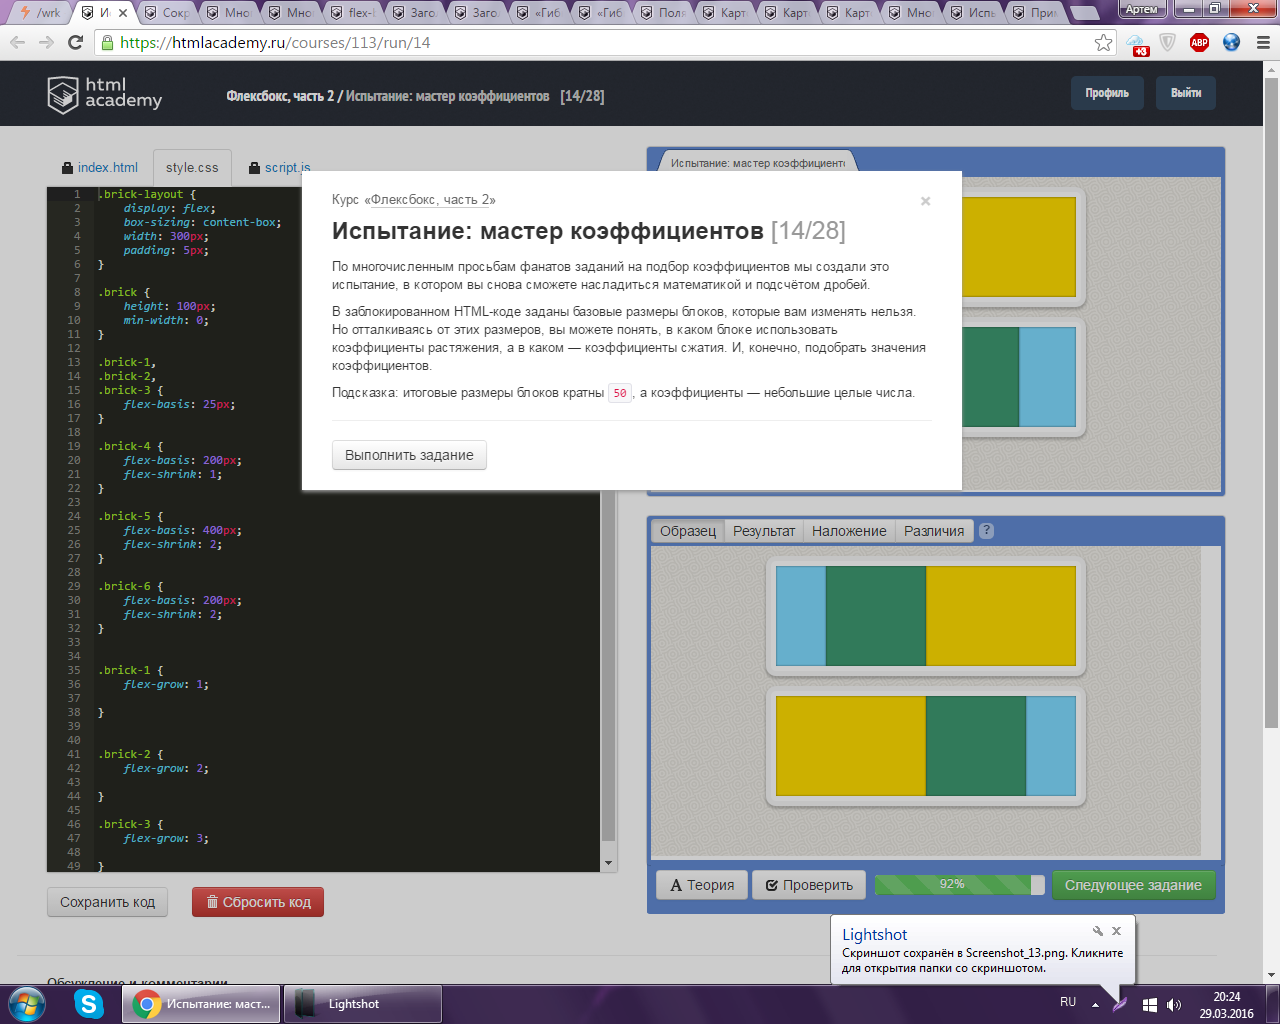 /wrk
Ис
Сокр
Мно
Мно
flex-b
Заго
Заго
«Гиб
«Гиб
Поля
Карт
Карт
Карт
Мно
Исп
При
Артем
https://htmlacademy.ru/courses/113/run/14
+3
ABP
html
academy
Флексбокс, часть 2 / Испытание: мастер коэффициентов [14/28]
Профиль
Выйти
index.html
style.css
script.js
Испытание: мастер коэффициенто
1 .brick-layout {
2 display: flex;
3 box-sizing: content-box;
4 width: 300px;
5 padding: 5px;
6 }
7
8 .brick {
9 height: 100px;
10 min-width: 0;
11 }
12
13 .brick-1,
14 .brick-2,
15 .brick-3 {
16 flex-basis: 25px;
17 }
18
19 .brick-4 {
20 flex-basis: 200px;
21 flex-shrink: 1;
22 }
23
24 .brick-5 {
25 flex-basis: 400px;
26 flex-shrink: 2;
27 }
28
29 .brick-6 {
30 flex-basis: 200px;
31 flex-shrink: 2;
32 }
33
34
35 .brick-1 {
36 flex-grow: 1;
37
38 }
39
40
41 .brick-2 {
42 flex-grow: 2;
43
44 }
45
46 .brick-3 {
47 flex-grow: 3;
48
49 }
Курс «Флексбокс, часть 2»
×
Испытание: мастер коэффициентов [14/28]
По многочисленным просьбам фанатов заданий на подбор коэффициентов мы создали это
испытание, в котором вы снова сможете насладиться математикой и подсчётом дробей.
В заблокированном HTML-коде заданы базовые размеры блоков, которые вам изменять нельзя.
Но отталкиваясь от этих размеров, вы можете понять, в каком блоке использовать
коэффициенты растяжения, а в каком — коэффициенты сжатия. И, конечно, подобрать значения
коэффициентов.
Подсказка: итоговые размеры блоков кратны 50, а коэффициенты — небольшие целые числа.
Выполнить задание
Образец
Результат
Наложение
Различия
?
A Теория
Проверить
92%
Следующее задание
Сохранить код
Сбросить код
Lightshot
Скриншот сохранён в Screenshot_13.png. Кликните
для открытия папки со скриншотом.
Обсуждение и комментарии
Испытание: маст...
Lightshot
RU
20:24
29.03.2016